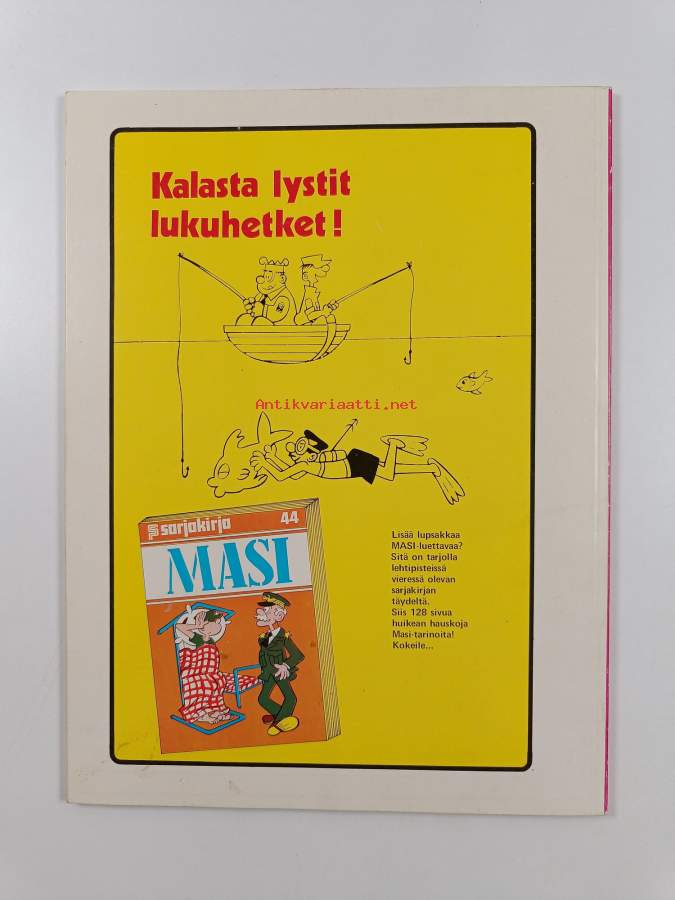 Kalasta lystit
lukuhetket!
Antikvariaatti.net
sarjakirja 44
MASI
Lisää lupsakkaa
MASI-luettavaa?
Sitä on tarjolla
lehtipisteissä
vieressä olevan
sarjakirjan
täydeltä.
Siis 128 sivua
huikean hauskoja
Masi-tarinoita!
Kokeile...